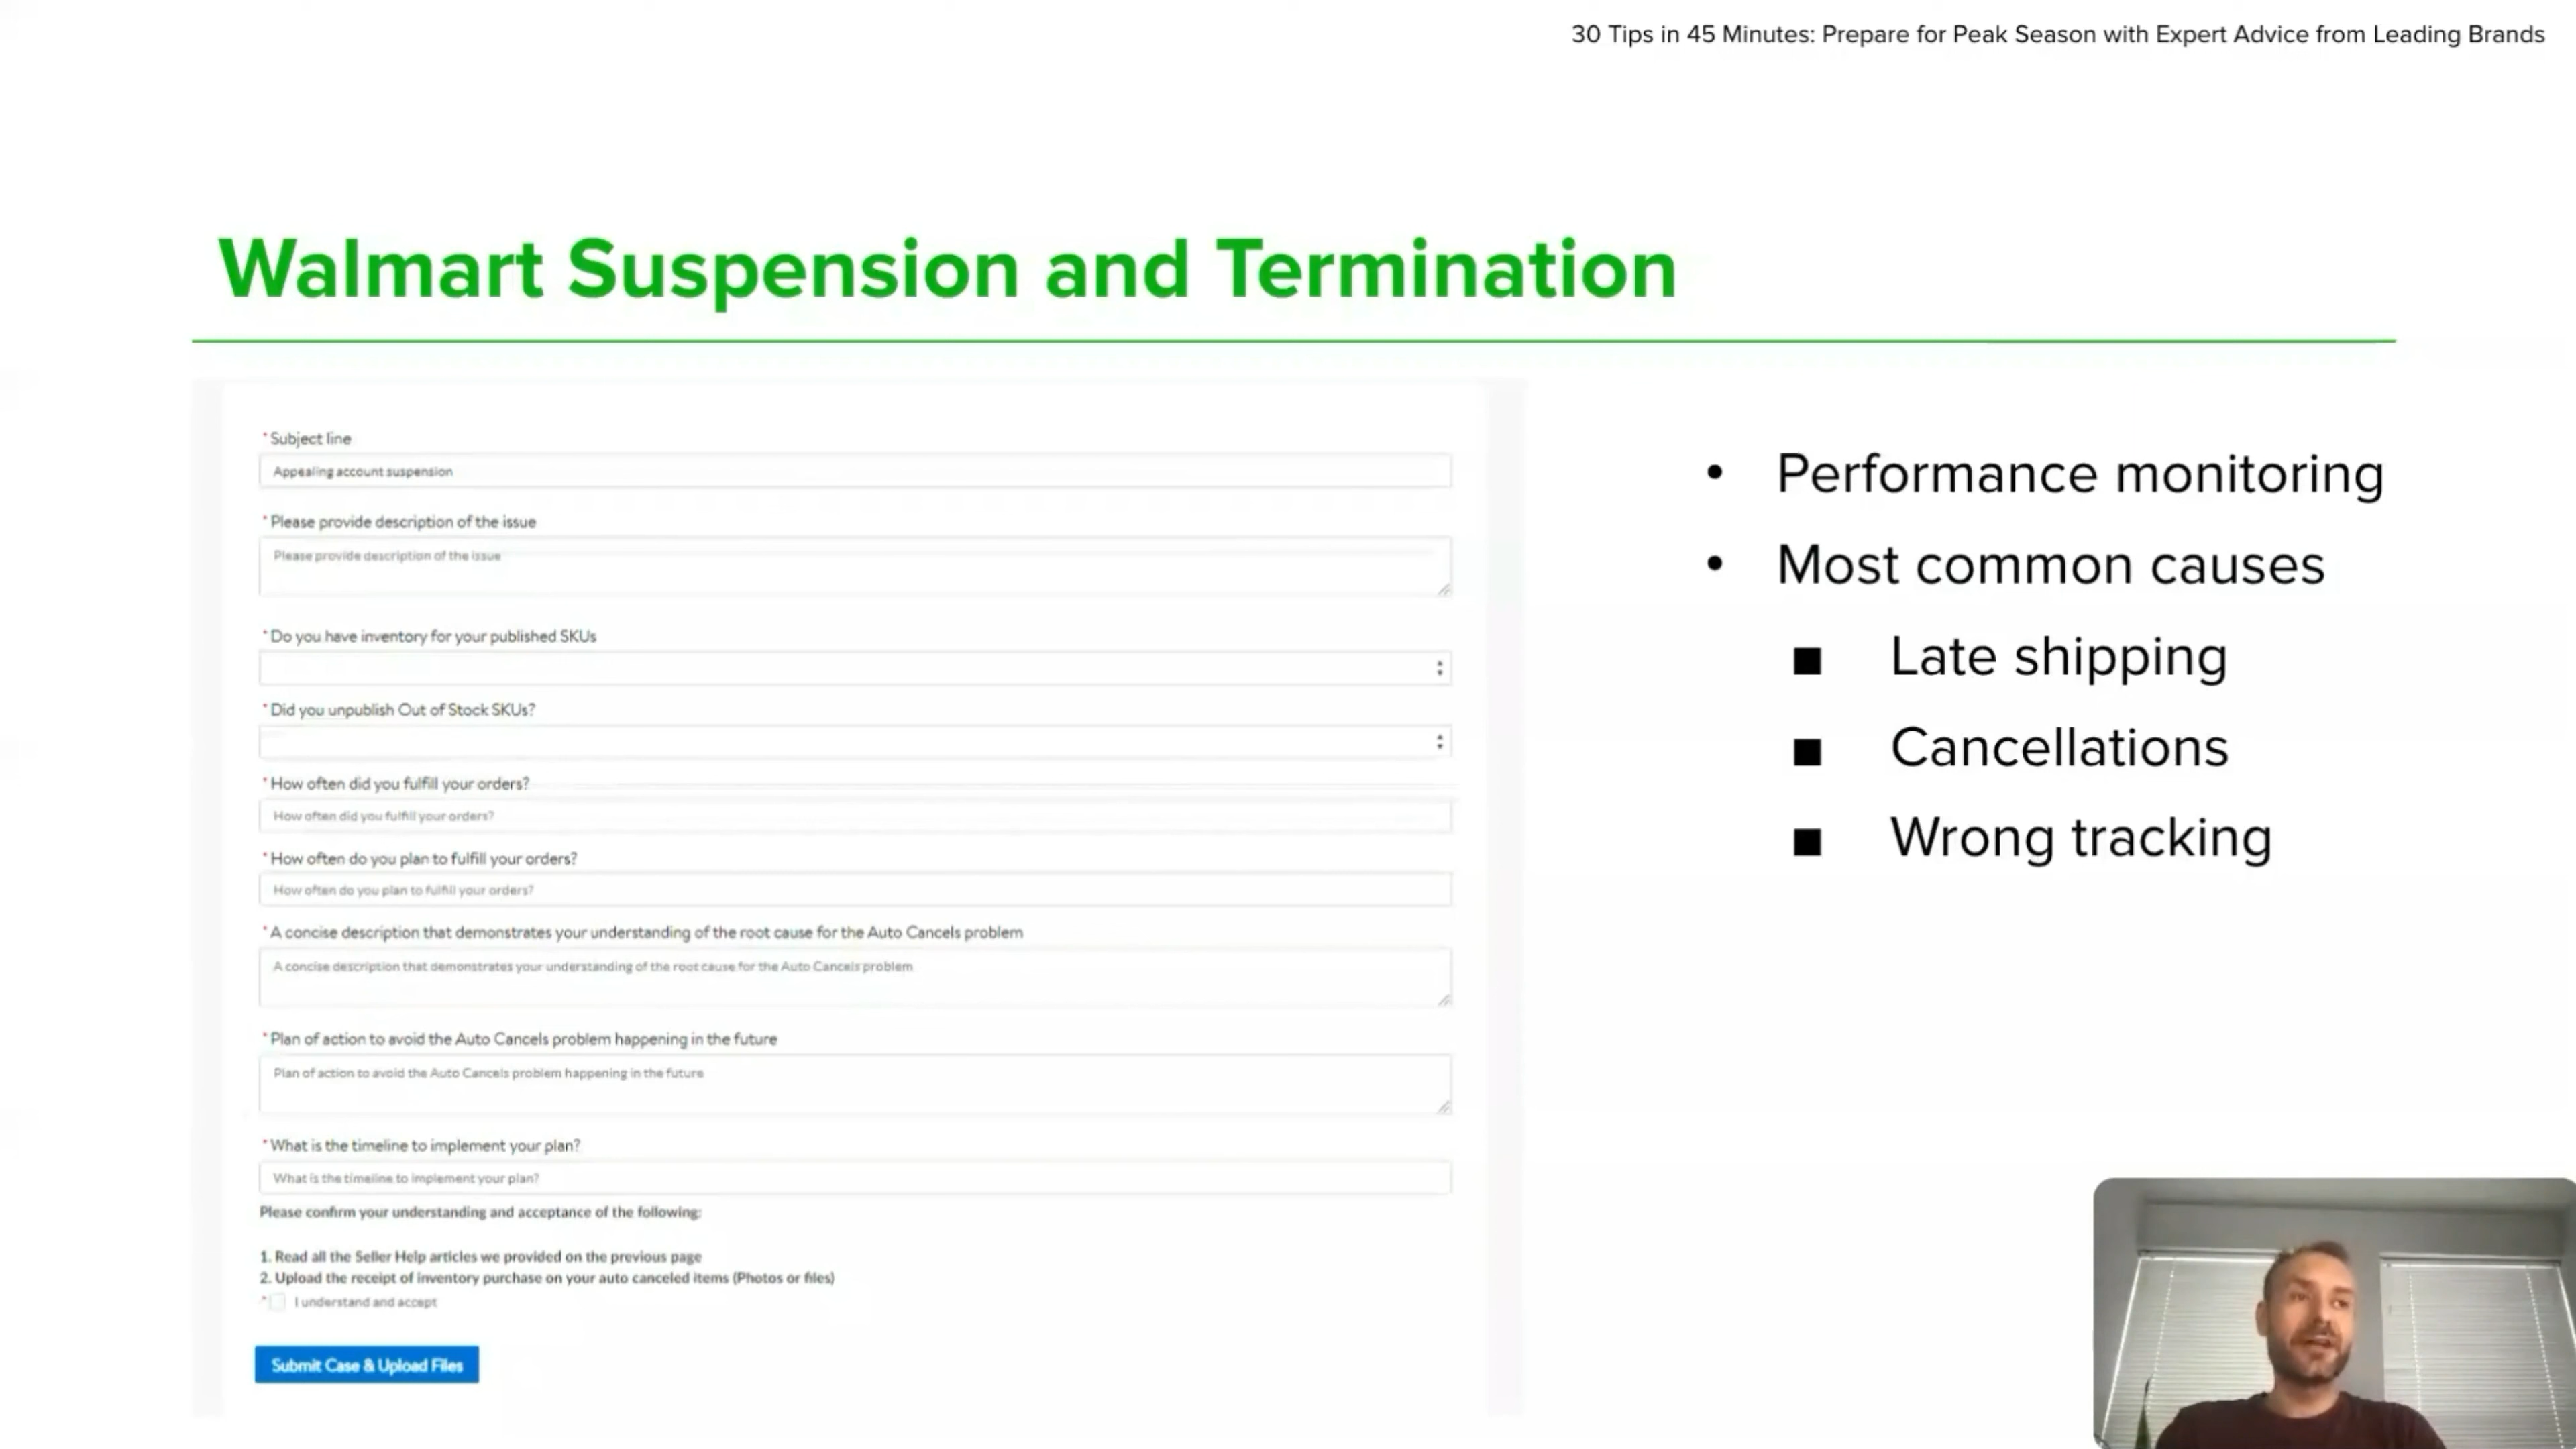 30 Tips in 45 Minutes: Prepare for Peak Season with Expert Advice from Leading Brands
Walmart Suspension and Termination
* Subject line
Appealing account suspension
* Please provide description of the issue
Please provide description of the issue
* Do you have inventory for your published SKUs
* Did you unpublish Out of Stock SKUs?
* How often did you fulfill your orders?
How often did you fulfill your orders?
* How often do you plan to fulfill your orders?
How often do you plan to fulfill your orders?
* A concise description that demonstrates your understanding of the root cause for the Auto Cancels problem
A concise description that demonstrates your understanding of the root cause for the Auto Cancels problem
* Plan of action to avoid the Auto Cancels problem happening in the future
Plan of action to avoid the Auto Cancels problem happening in the future
* What is the timeline to implement your plan?
What is the timeline to implement your plan?
Please confirm your understanding and acceptance of the following:
1. Read all the Seller Help articles we provided on the previous page
2. Upload the receipt of inventory purchase on your auto canceled items (Photos or files)
* I understand and accept
Submit Case & Upload Files
• Performance monitoring
• Most common causes
■ Late shipping
■ Cancellations
■ Wrong tracking